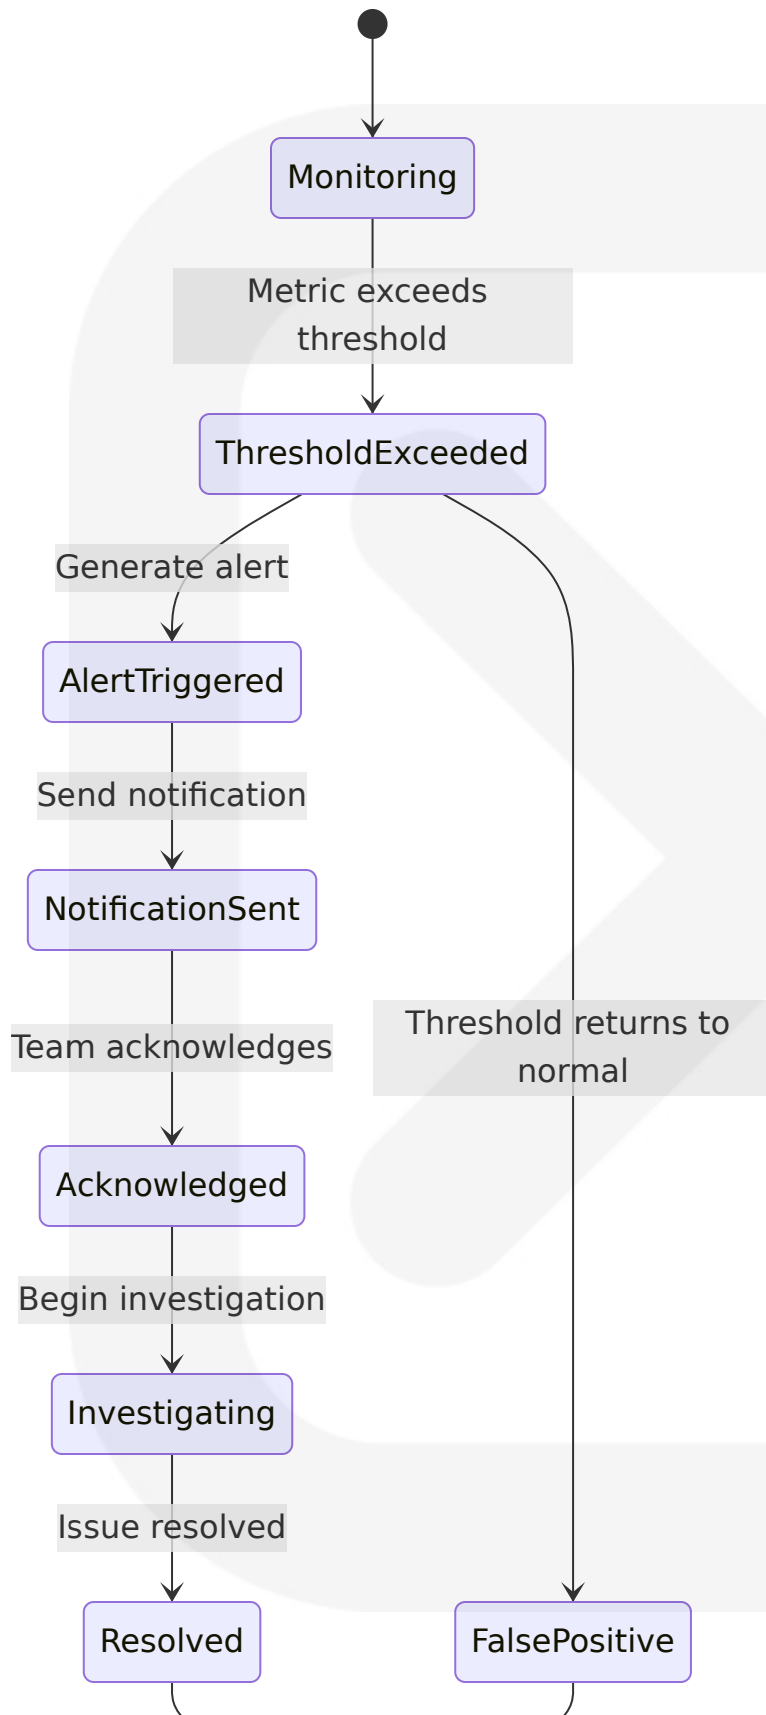 Monitoring
Metric exceeds
threshold
ThresholdExceeded
Generate alert
AlertTriggered
Send notification
NotificationSent
Threshold returns to
normal
Team acknowledges
Acknowledged
Begin investigation
Investigating
Issue resolved
Resolved
FalsePositive